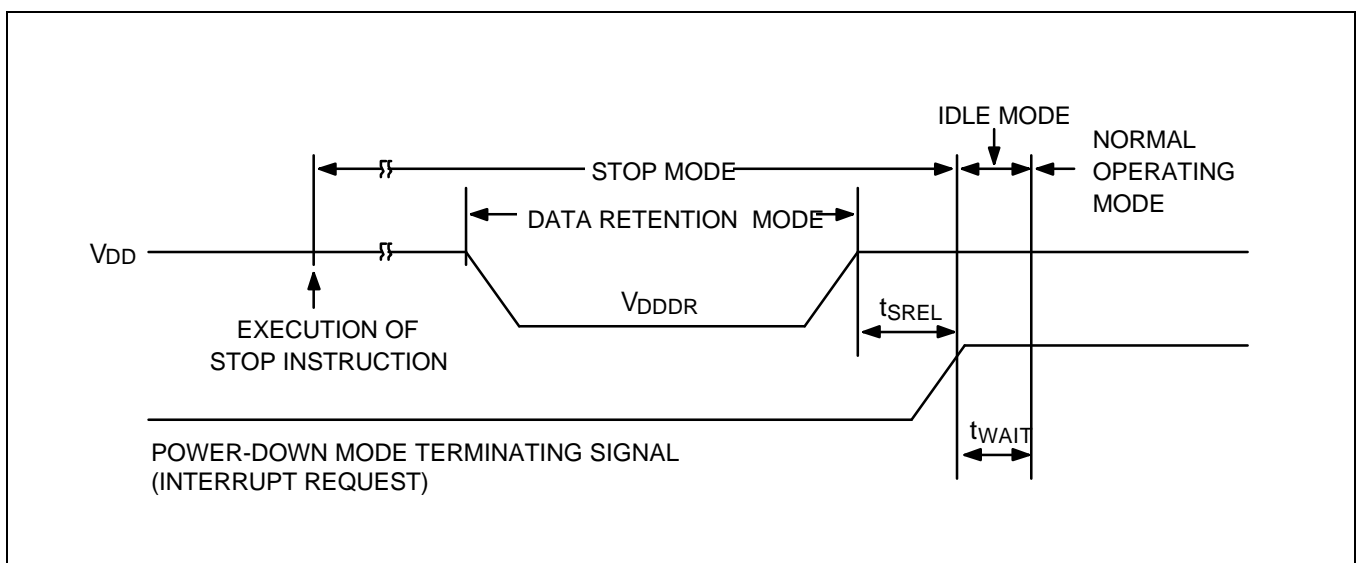 IDLE MODE
NORMAL
OPERATING
MODE
STOP MODE
DATA RETENTION MODE
VDD
VDDDR
tSREL
EXECUTION OF
STOP INSTRUCTION
tWAIT
POWER-DOWN MODE TERMINATING SIGNAL
(INTERRUPT REQUEST)